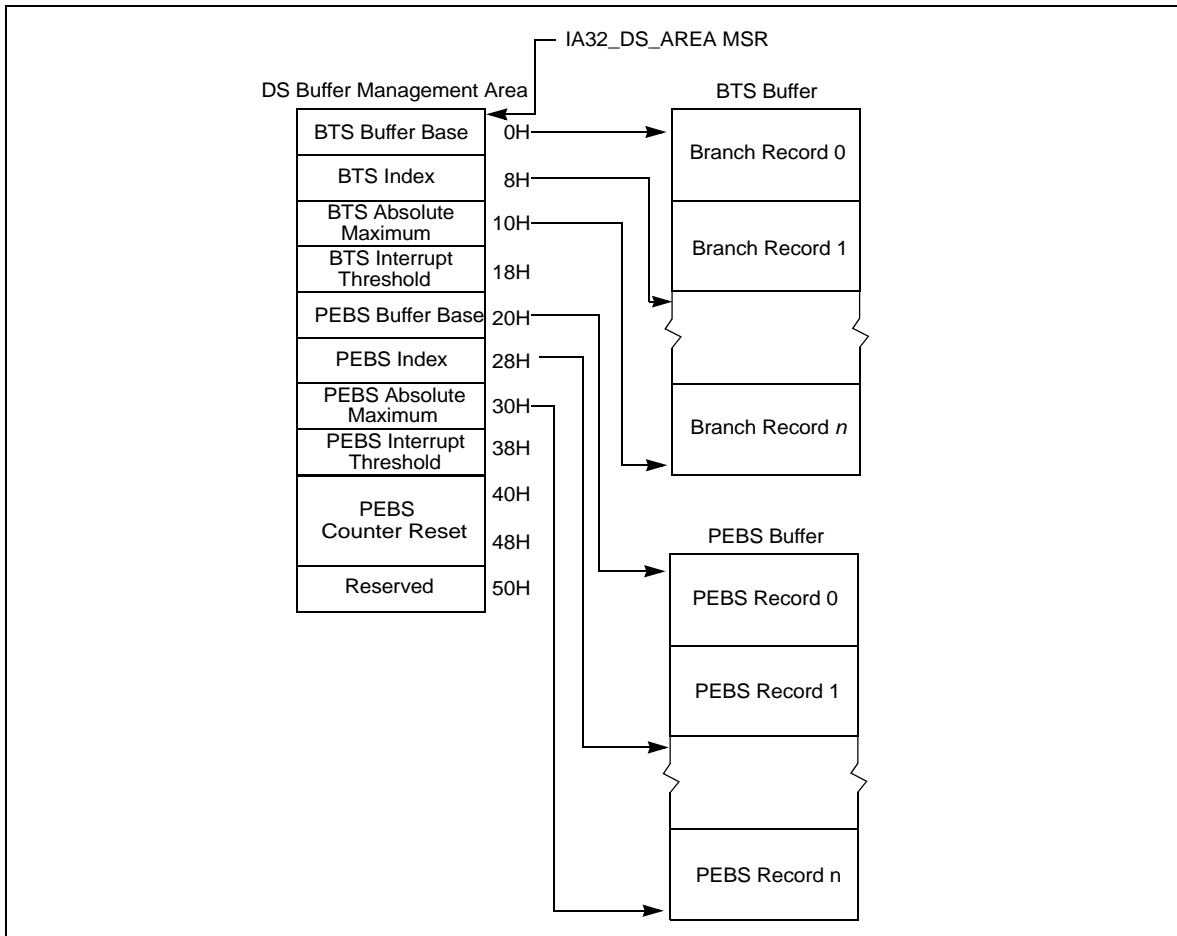 IA32_DS_AREA MSR
DS Buffer Management Area
BTS Buffer Base 0H
BTS Index 8H
BTS Absolute
Maximum 10H
BTS Interrupt
Threshold 18H
PEBS Buffer Base 20H
PEBS Index 28H
PEBS Absolute
Maximum 30H
PEBS Interrupt
Threshold 38H
40H
PEBS
Counter Reset
48H
Reserved 50H
BTS Buffer
Branch Record 0
Branch Record 1
Branch Record n
PEBS Buffer
PEBS Record 0
PEBS Record 1
PEBS Record n